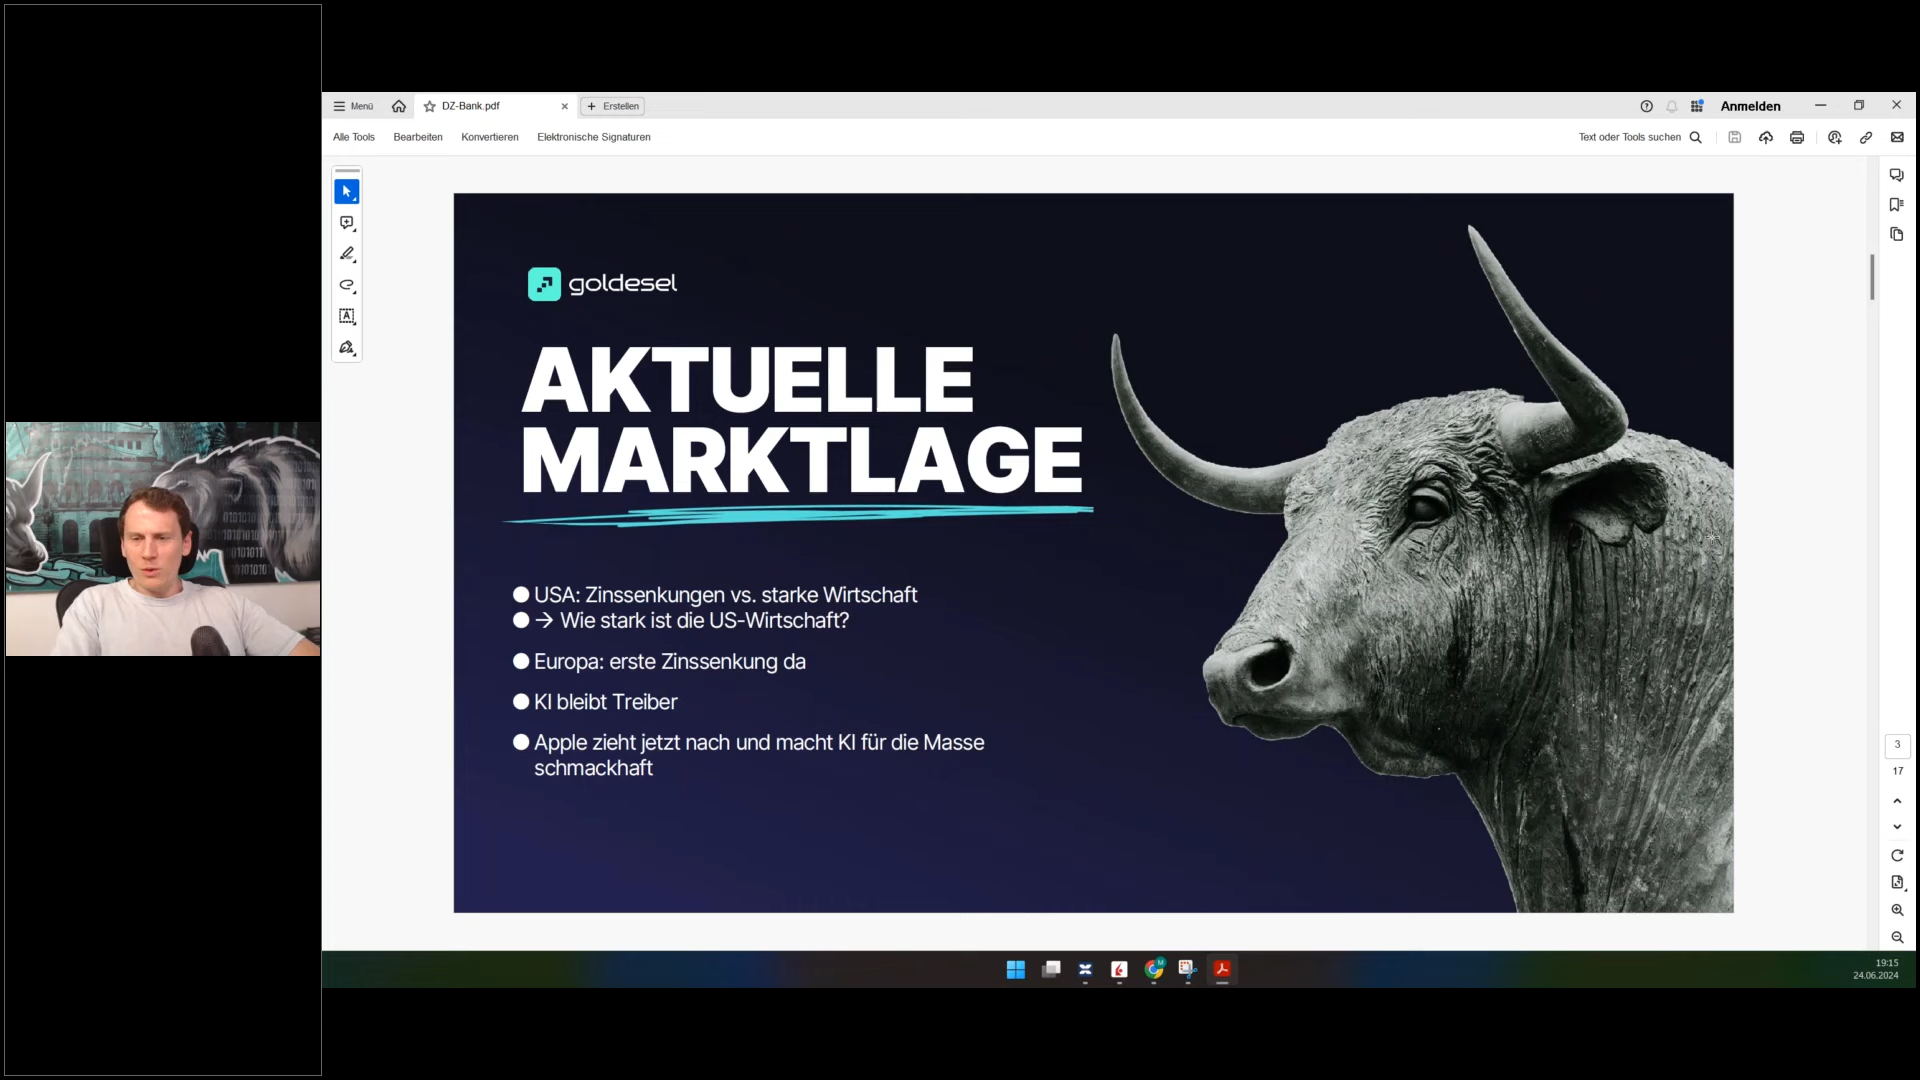 Menü
DZ-Bank.pdf
Erstellen
Anmelden
Alle Tools
Bearbeiten
Konvertieren
Elektronische Signaturen
Text oder Tools suchen
goldesel
AKTUELLE
MARKTLAGE
USA: Zinssenkungen vs. starke Wirtschaft
→ Wie stark ist die US-Wirtschaft?
Europa: erste Zinssenkung da
KI bleibt Treiber
Apple zieht jetzt nach und macht KI für die Masse
schmackhaft
3
17
19:15
24.06.2024